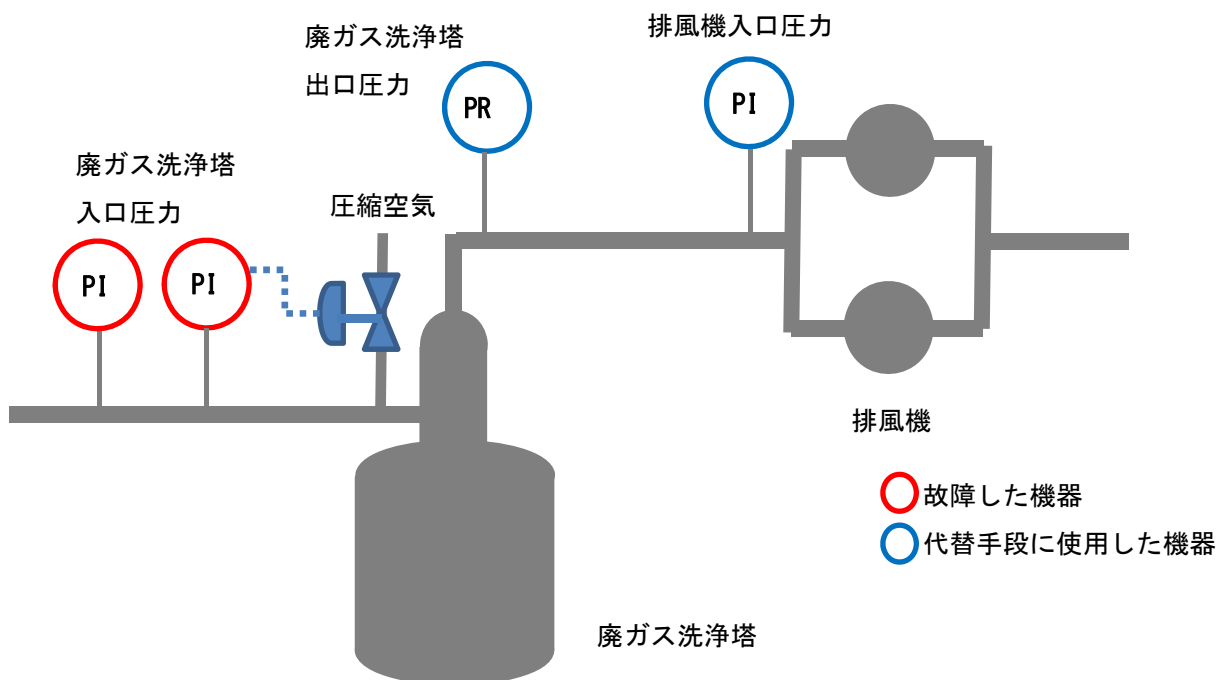 廃ガス洗浄塔
出口圧力
PR
排風機入口圧力
PI
廃ガス洗浄塔
入口圧力
PI
PI
圧縮空気
排風機
故障した機器
代替手段に使用した機器
廃ガス洗浄塔